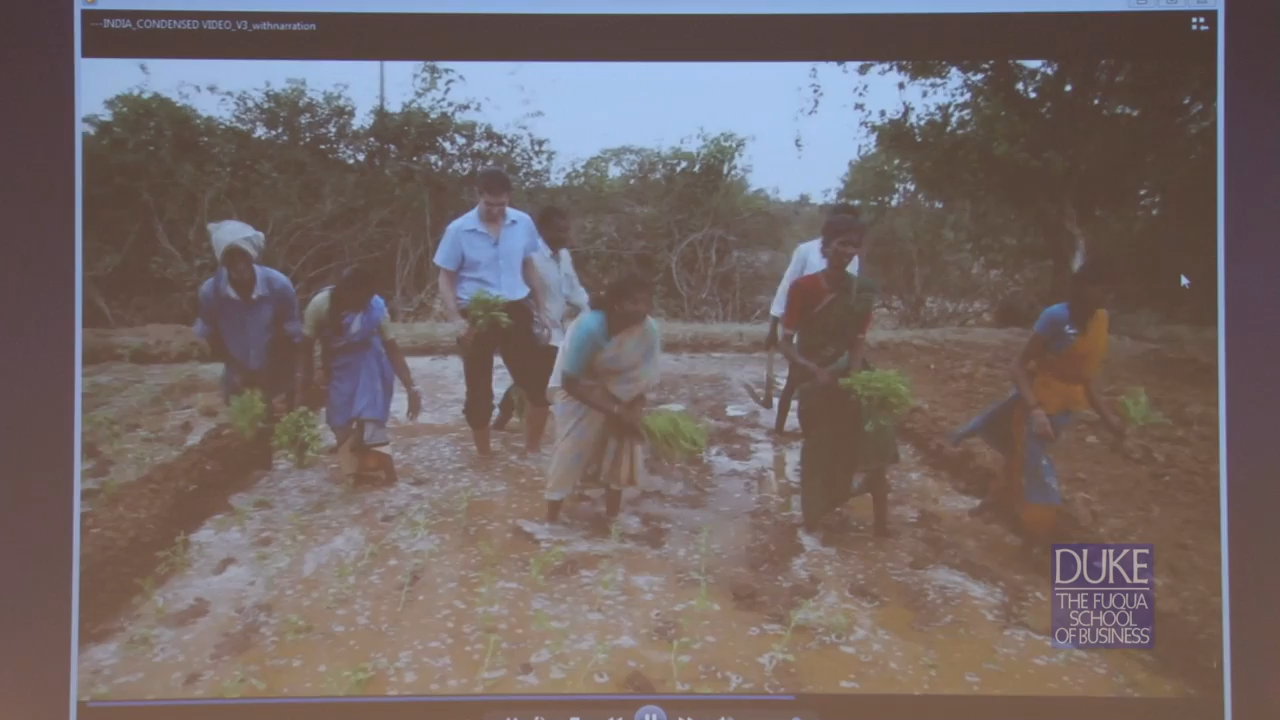 ---INDIA_CONDENSED VIDEO_V3_withnarration
DUKE
THE FUQUA
SCHOOL
OF BUSINESS